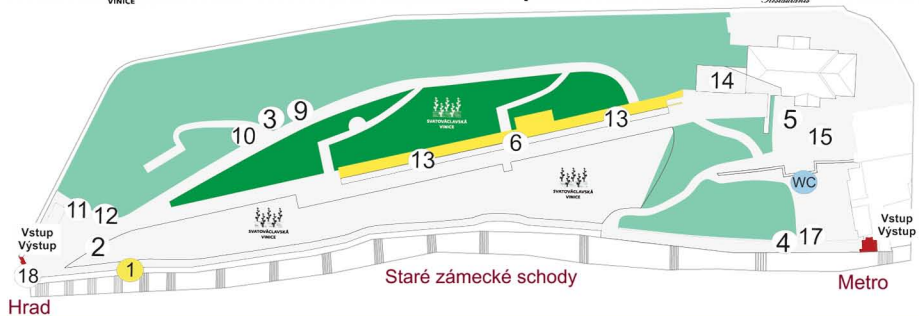 VINICE
14
3
9
10
SVATOVÁCLAVSKÁ
VINICE
13
5
15
6
13
WC
SVATOVÁCLAVSKÁ
VINICE
11
12
SVATOVÁCLAVSKÁ
VINICE
Vstup
Výstup
2
4
17
Vstup
Výstup
18
1
Staré zámecké schody
Metro
Hrad